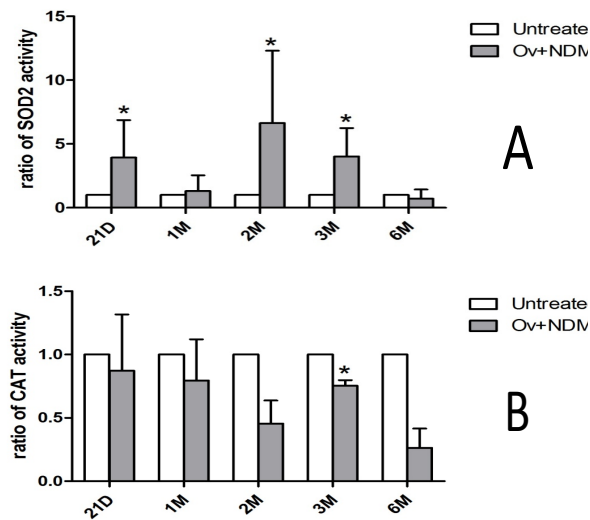 15
10
5
0
ratio of SOD2 activity
* * *
21D 1M 2M 3M 6M
Untreate
Ov+NDM
A
1.5
1.0
0.5
0.0
ratio of CAT activity
*
21D 1M 2M 3M 6M
Untreate
Ov+NDM
B